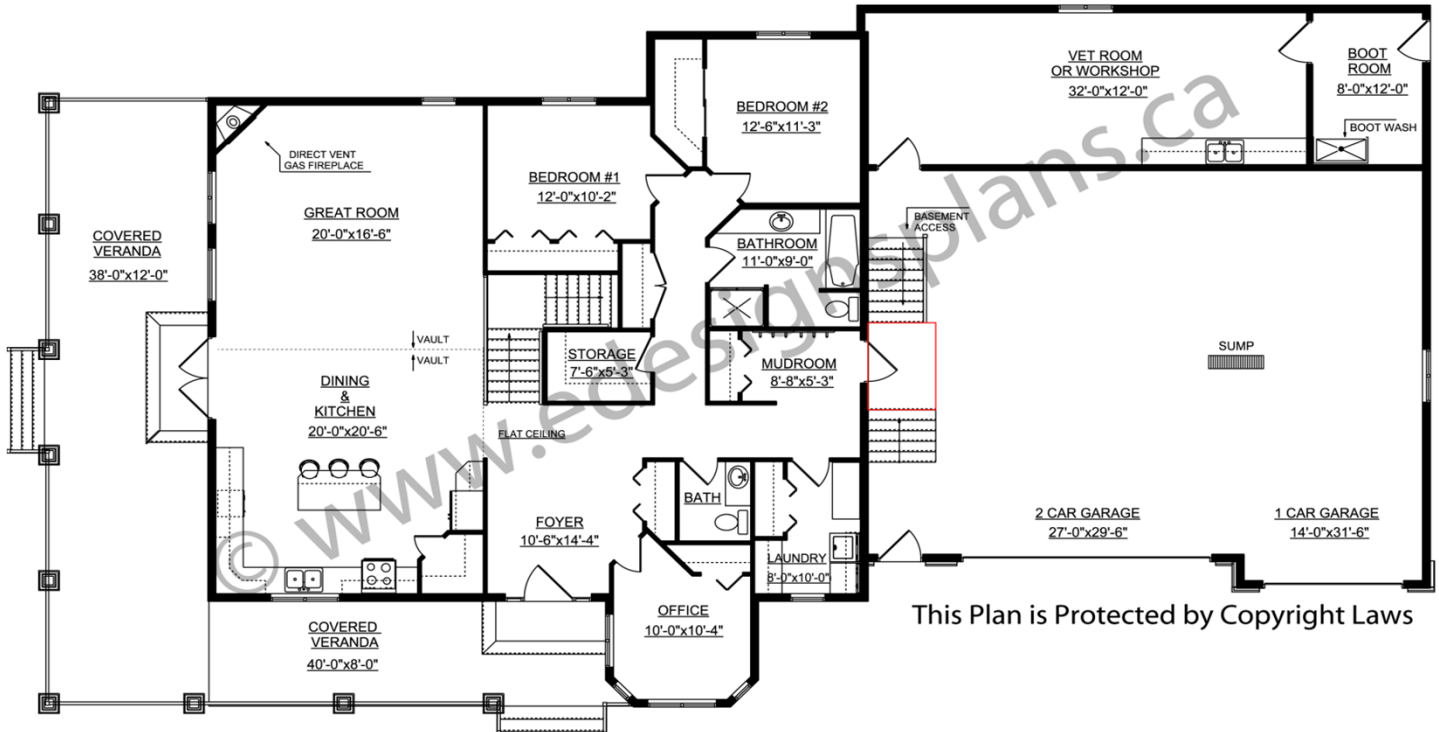 VET ROOM
OR WORKSHOP
32'-0"x12'-0"
BOOT
ROOM
8'-0"x12'-0"
BOOT WASH
BEDROOM #2
12'-6"x11'-3"
DIRECT VENT
GAS FIREPLACE
BEDROOM #1
12'-0"x10'-2"
GREAT ROOM
20'-0"x16'-6"
COVERED
VERANDA
38'-0"x12'-0"
BATHROOM
11'-0"x9'-0"
BASEMENT
ACCESS
VAULT
VAULT
STORAGE
7'-6"x5'-3"
MUDROOM
8'-8"x5'-3"
SUMP
DINING
&
KITCHEN
20'-0"x20'-6"
FLAT CEILING
BATH
FOYER
10'-6"x14'-4"
LAUNDRY
8'-0"x10'-0"
2 CAR GARAGE
27'-0"x29'-6"
1 CAR GARAGE
14'-0"x31'-6"
OFFICE
10'-0"x10'-4"
COVERED
VERANDA
40'-0"x8'-0"
This Plan is Protected by Copyright Laws
© www.edesignsplans.ca